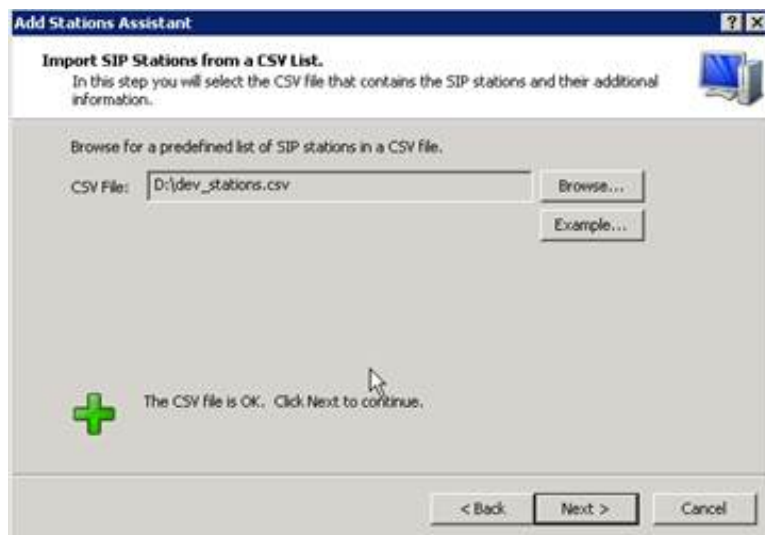 Add Stations Assistant
Import SIP Stations from a CSV List.
In this step you will select the CSV file that contains the SIP stations and their additional
information.
Browse for a predefined list of SIP stations in a CSV file.
CSV File: D:\dev_stations.csv Browse...
Example...
The CSV file is OK. Click Next to continue.
< Back Next > Cancel